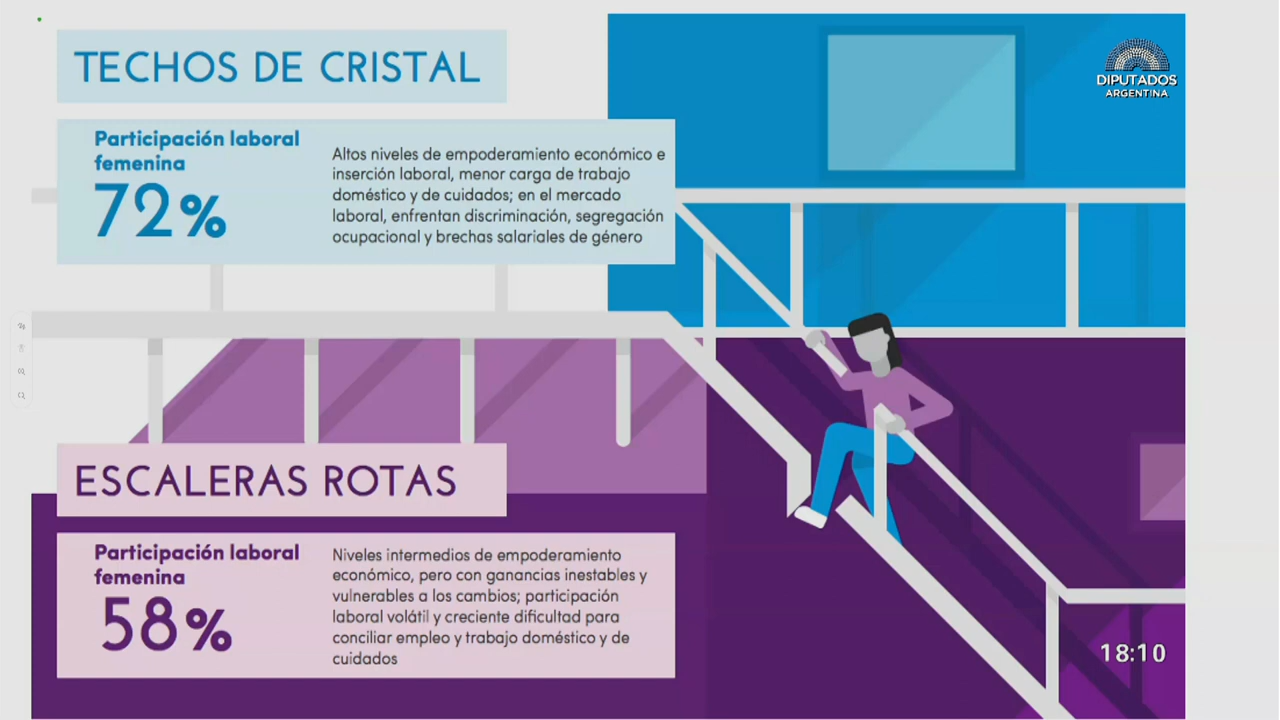 TECHOS DE CRISTAL
DIPUTADOS
ARGENTINA
Participación laboral
femenina
72%
Altos niveles de empoderamiento económico e
inserción laboral, menor carga de trabajo
doméstico y de cuidados; en el mercado
laboral, enfrentan discriminación, segregación
ocupacional y brechas salariales de género
ESCALERAS ROTAS
Participación laboral
femenina
58%
Niveles intermedios de empoderamiento
económico, pero con ganancias inestables y
vulnerables a los cambios; participación
laboral volátil y creciente dificultad para
conciliar empleo y trabajo doméstico y de
cuidados
18:10